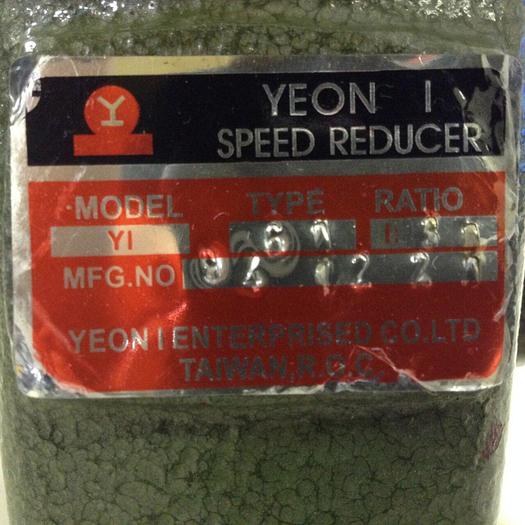 Y
YEON I
SPEED REDUCER
MODEL TYPE RATIO
YI
MFG.NO
YEON I ENTERPRISED CO.LTD
TAIWAN,R.O.C.